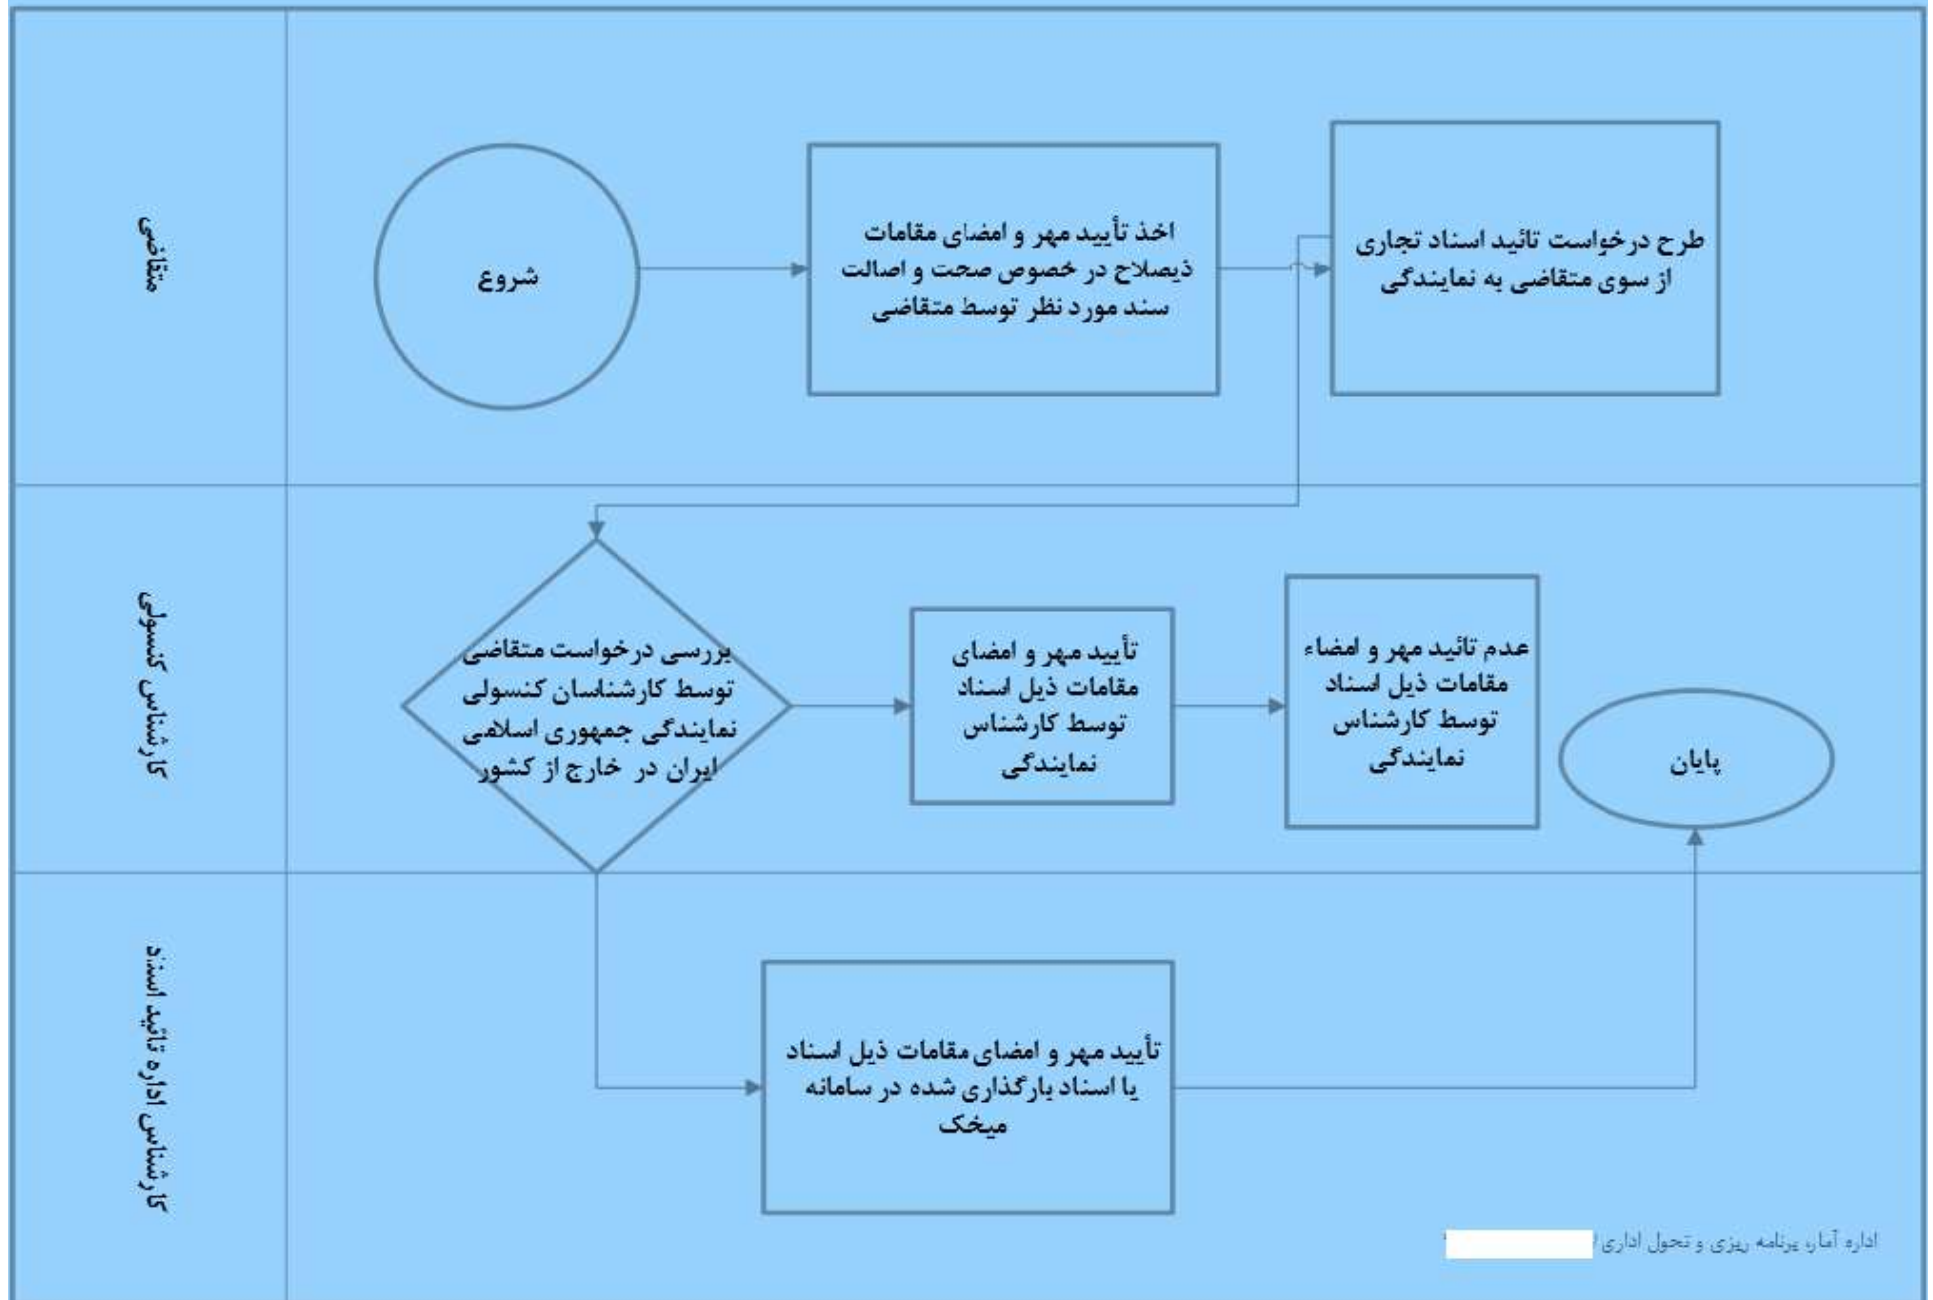 متقاضی
شروع
اخذ تأیید مهر و امضای مقامات
ذیصلاح در خصوص صحت و اصالت
سند مورد نظر توسط متقاضی
طرح درخواست تائید اسناد تجاری
از سوی متقاضی به نمایندگی
کارشناس کنسولی
بررسی درخواست متقاضی
توسط کارشناسان کنسولی
نمایندگی جمهوری اسلامی
ایران در خارج از کشور
تأیید مهر و امضای
مقامات ذیل اسناد
توسط کارشناس
نمایندگی
عدم تائید مهر و امضاء
مقامات ذیل اسناد
توسط کارشناس
نمایندگی
پایان
کارشناس اداره تائید اسناد
تأیید مهر و امضای مقامات ذیل اسناد
یا اسناد بارگذاری شده در سامانه
میخک
اداره آمار، برنامه ریزی و تحول اداری